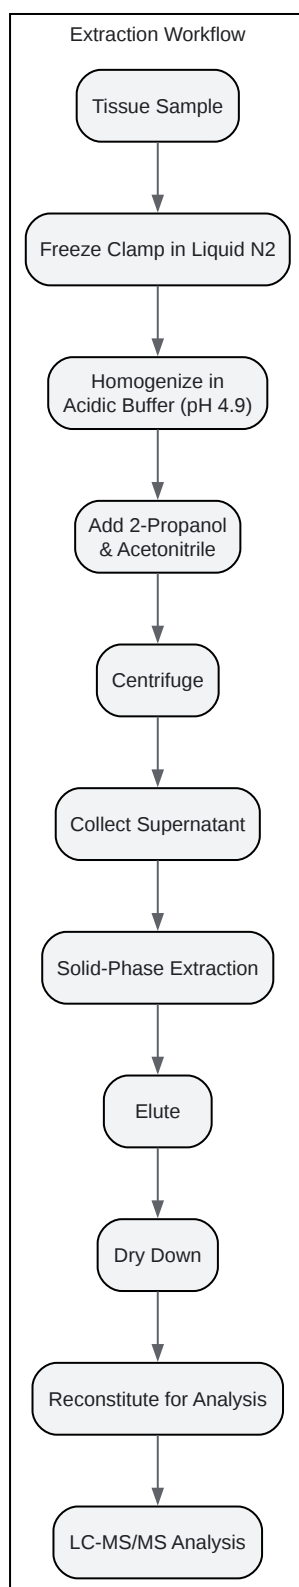 Extraction Workflow
Tissue Sample
Freeze Clamp in Liquid N2
Homogenize in
Acidic Buffer (pH 4.9)
Add 2-Propanol
& Acetonitrile
Centrifuge
Collect Supernatant
Solid-Phase Extraction
Elute
Dry Down
Reconstitute for Analysis
LC-MS/MS Analysis